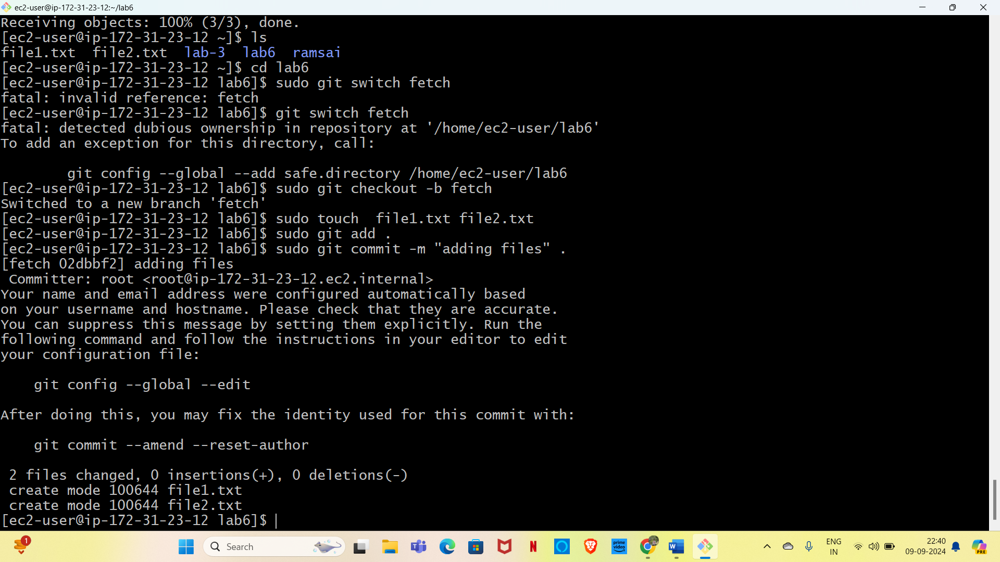 ec2-user@ip-172-31-23-12:~/lab6
Receiving objects: 100% (3/3), done.
[ec2-user@ip-172-31-23-12 ~]$ ls
file1.txt  file2.txt  lab-3  lab6  ramsai
[ec2-user@ip-172-31-23-12 ~]$ cd lab6
[ec2-user@ip-172-31-23-12 lab6]$ sudo git switch fetch
fatal: invalid reference: fetch
[ec2-user@ip-172-31-23-12 lab6]$ git switch fetch
fatal: detected dubious ownership in repository at '/home/ec2-user/lab6'
To add an exception for this directory, call:
        git config --global --add safe.directory /home/ec2-user/lab6
[ec2-user@ip-172-31-23-12 lab6]$ sudo git checkout -b fetch
Switched to a new branch 'fetch'
[ec2-user@ip-172-31-23-12 lab6]$ sudo touch  file1.txt file2.txt
[ec2-user@ip-172-31-23-12 lab6]$ sudo git add .
[ec2-user@ip-172-31-23-12 lab6]$ sudo git commit -m "adding files" .
[fetch 02dbbf2] adding files
 Committer: root <root@ip-172-31-23-12.ec2.internal>
Your name and email address were configured automatically based
on your username and hostname. Please check that they are accurate.
You can suppress this message by setting them explicitly. Run the
following command and follow the instructions in your editor to edit
your configuration file:
    git config --global --edit
After doing this, you may fix the identity used for this commit with:
    git commit --amend --reset-author
 2 files changed, 0 insertions(+), 0 deletions(-)
 create mode 100644 file1.txt
 create mode 100644 file2.txt
[ec2-user@ip-172-31-23-12 lab6]$
1
Search
T
N
prime video
W
ENG
IN
22:40
09-09-2024
PRE